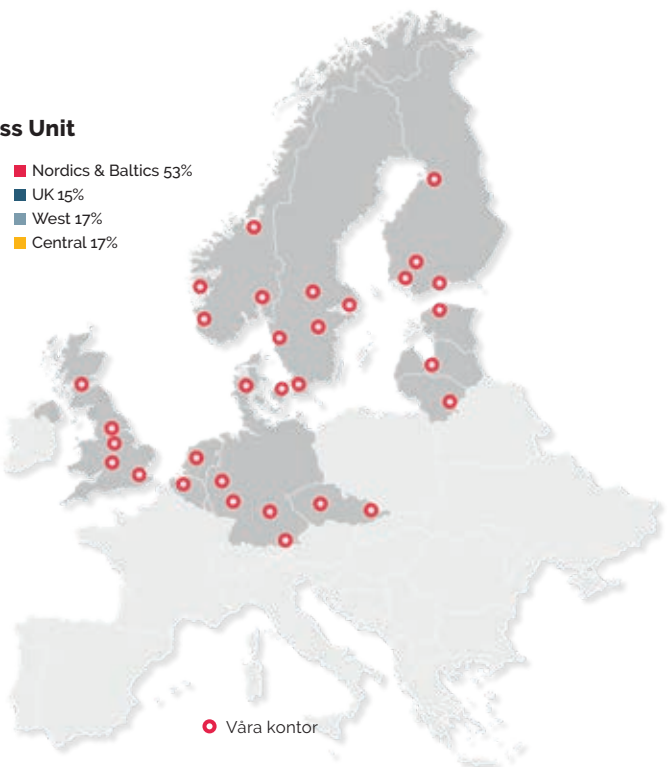 ss Unit
Nordics & Baltics 53%
UK 15%
West 17%
Central 17%
Våra kontor